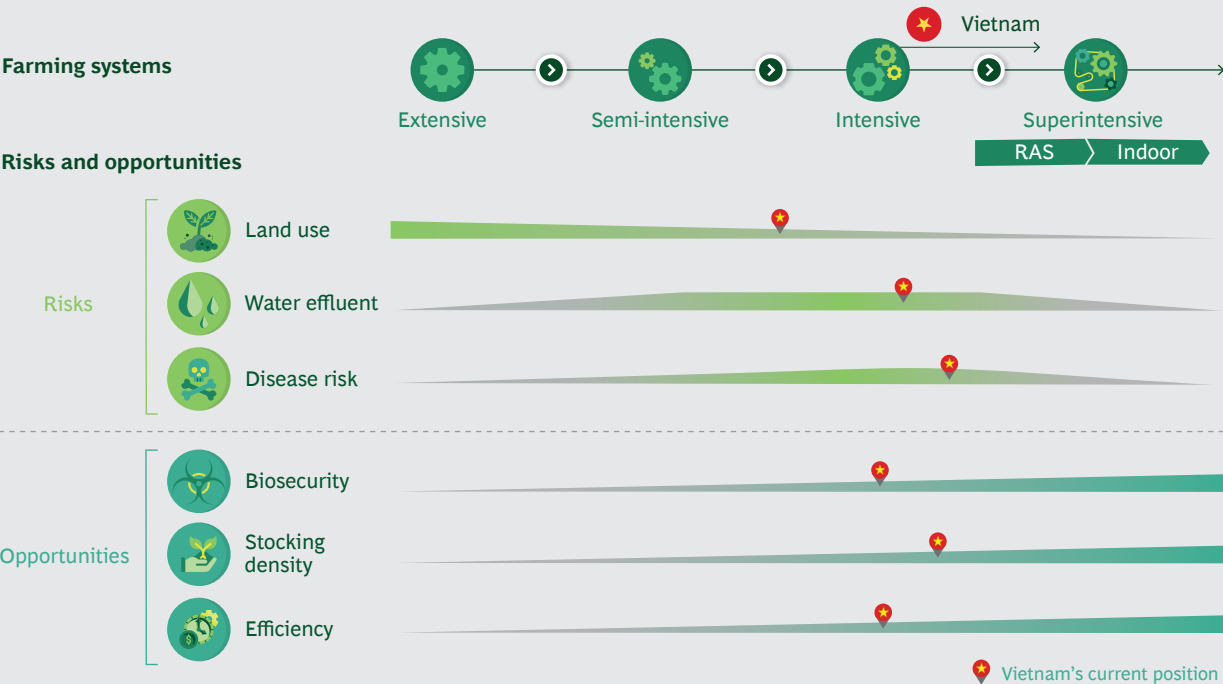 Vietnam
Farming systems
Extensive
Semi-intensive
Intensive
Superintensive
RAS
Indoor
Risks and opportunities
Risks
Land use
Water effluent
Disease risk
Opportunities
Biosecurity
Stocking
density
Efficiency
$
Vietnam's current position